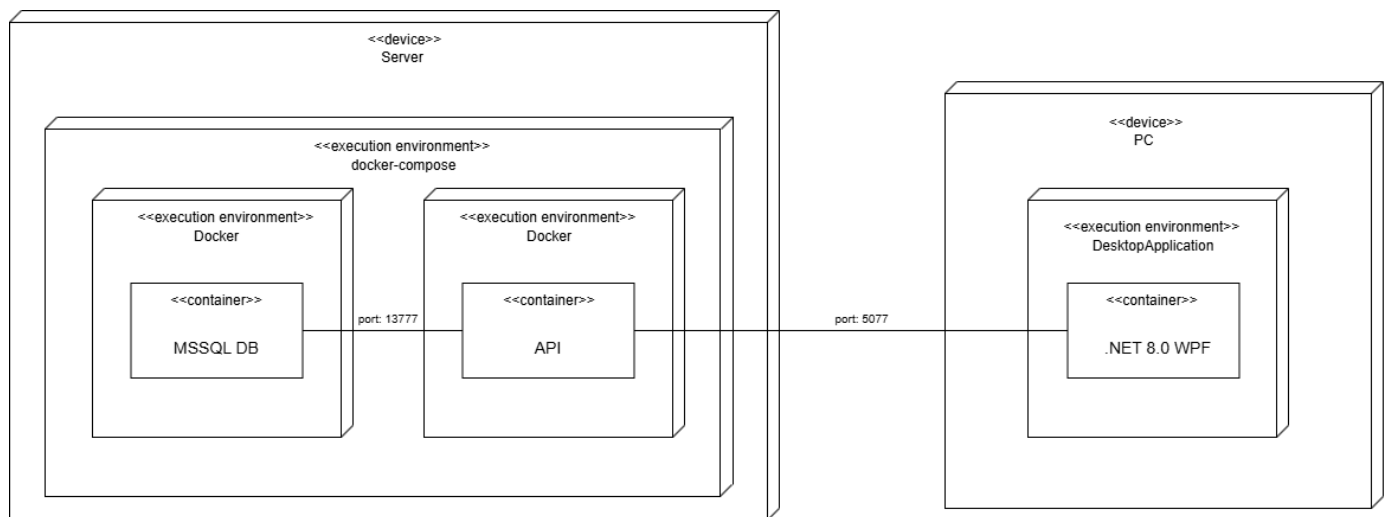 <<device>>
Server
<<execution environment>>
docker-compose
<<execution environment>>
Docker
<<container>>
MSSQL DB
port: 13777
<<execution environment>>
Docker
<<container>>
API
port: 5077
<<device>>
PC
<<execution environment>>
DesktopApplication
<<container>>
.NET 8.0 WPF